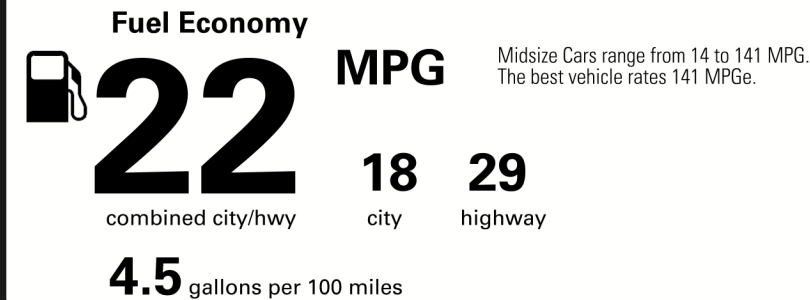 Fuel Economy
22
MPG
Midsize Cars range from 14 to 141 MPG.
The best vehicle rates 141 MPGe.
18 29
combined city/hwy city highway
4.5 gallons per 100 miles